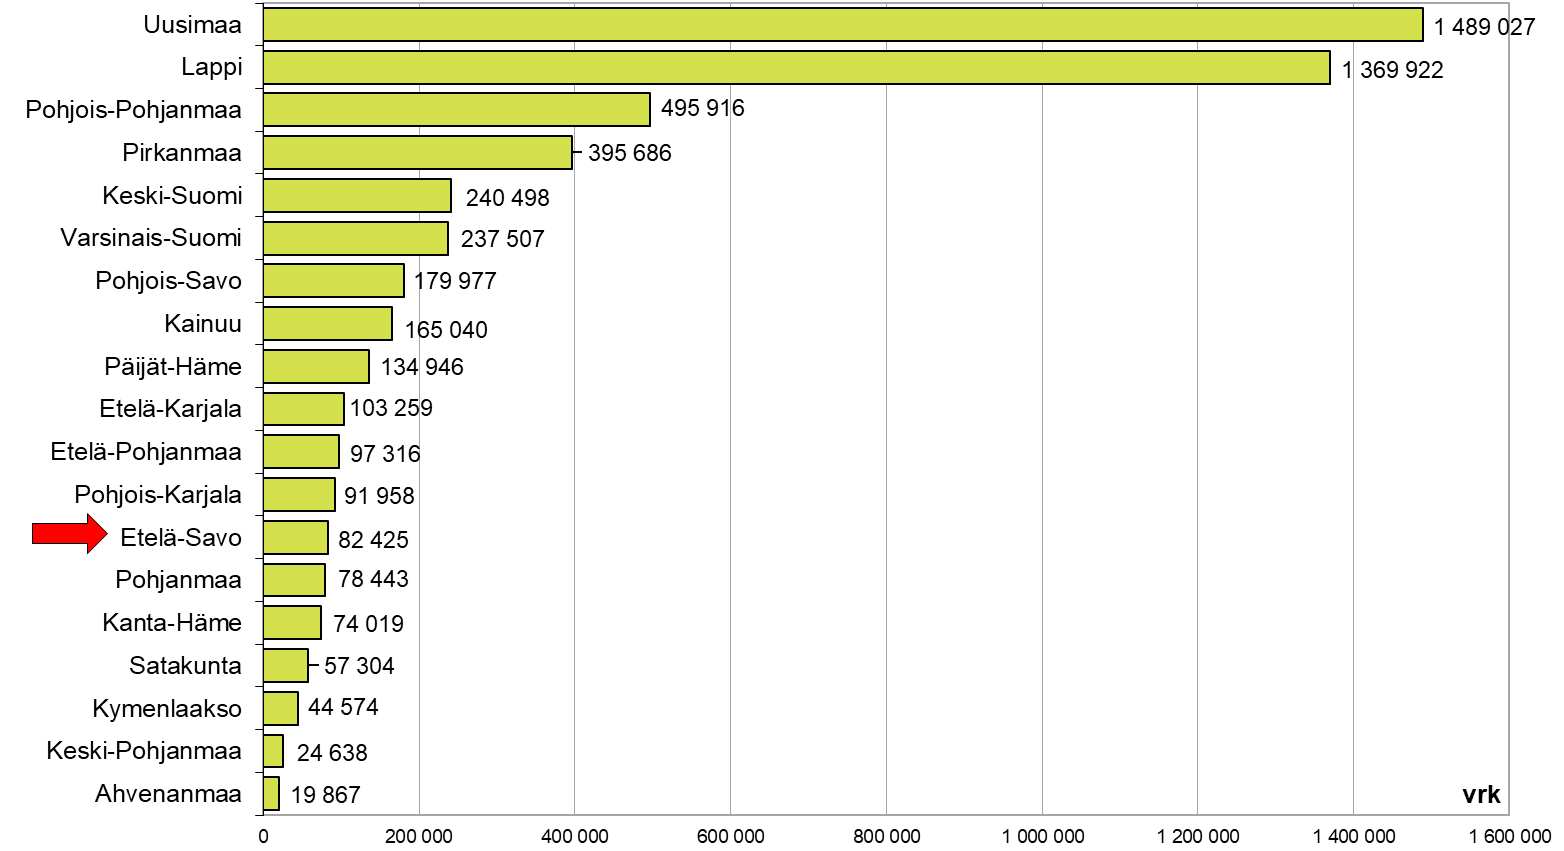 Uusimaa 1 489 027
Lappi 1 369 922
Pohjois-Pohjanmaa 495 916
Pirkanmaa 395 686
Keski-Suomi 240 498
Varsinais-Suomi 237 507
Pohjois-Savo 179 977
Kainuu 165 040
Päijät-Häme 134 946
Etelä-Karjala 103 259
Etelä-Pohjanmaa 97 316
Pohjois-Karjala 91 958
Etelä-Savo 82 425
Pohjanmaa 78 443
Kanta-Häme 74 019
Satakunta 57 304
Kymenlaakso 44 574
Keski-Pohjanmaa 24 638
Ahvenanmaa 19 867
vrk
0 200 000 400 000 600 000 800 000 1 000 000 1 200 000 1 400 000 1 600 000